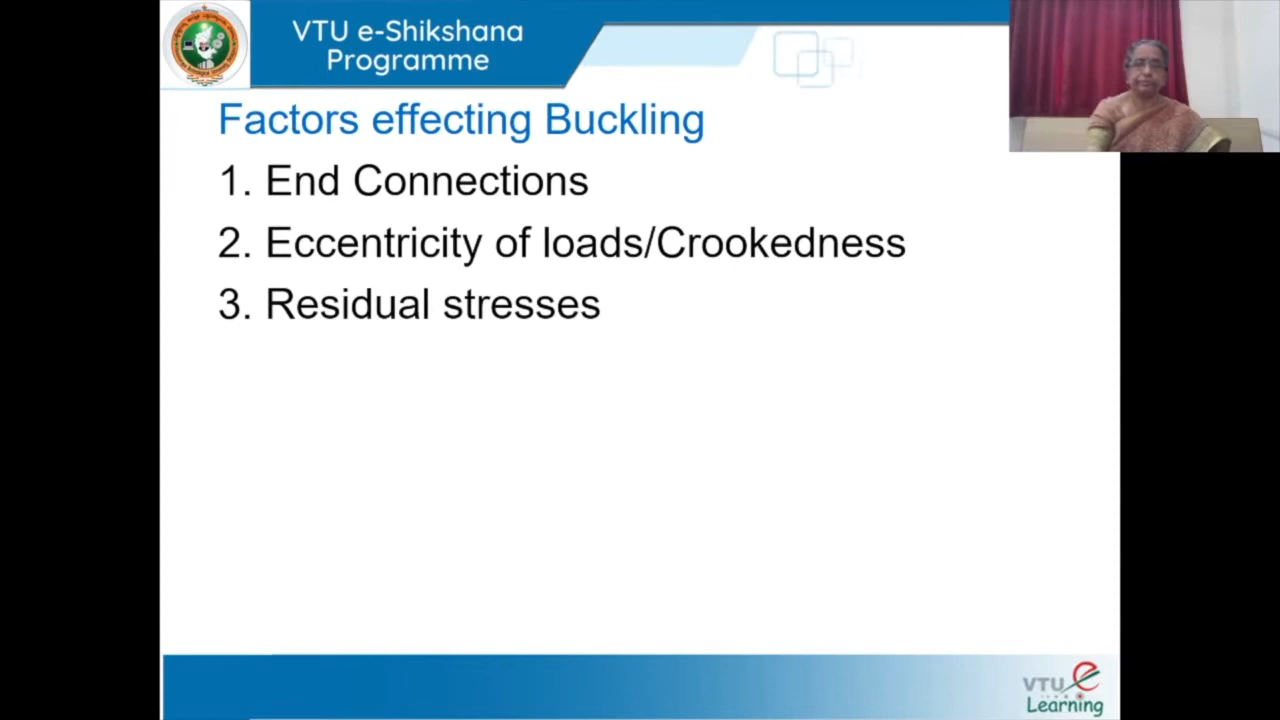 VTU e-Shikshana
Programme
Factors effecting Buckling
1. End Connections
2. Eccentricity of loads/Crookedness
3. Residual stresses
VTU e
Learning